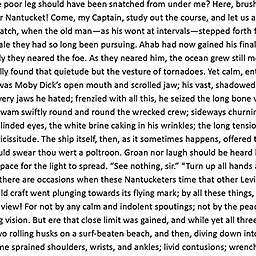 e poor leg should have been snatched from under me? Here, brush
r Nantucket! Come, my Captain, study out the course, and let us a
atch, when the old man—as his wont at intervals—stepped forth f
ale they had so long been pursuing. Ahab had now gained his final
ly they neared the foe. As they neared him, the ocean grew still m
lly found that quietude but the vesture of tornadoes. Yet calm, ent
was Moby Dick's open mouth and scrolled jaw; his vast, shadowed
very jaws he hated; frenzied with all this, he seized the long bone v
wam swiftly round and round the wrecked crew; sideways churnin
linded eyes, the white brine caking in his wrinkles; the long tensio
icissitude. The ship itself, then, as it sometimes happens, offered t
uld swear thou wert a poltroon. Groan nor laugh should be heard l
pace for the light to spread. "See nothing, sir." "Turn up all hands a
there are occasions when these Nantucketers time that other Levi
ld craft went plunging towards its flying mark; by all these things,
view! For not by any calm and indolent spoutings; not by the peac
g vision. But ere that close limit was gained, and while yet all three
wo rolling husks on a surf-beaten beach, and then, diving down into
me sprained shoulders, wrists, and ankles; livid contusions; wrench